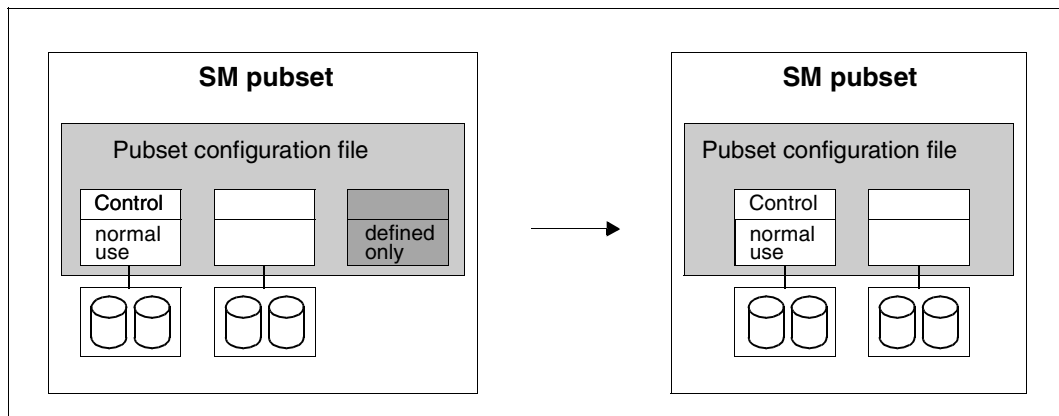 SM pubset
Pubset configuration file
Control
normal
use
defined
only
SM pubset
Pubset configuration file
Control
normal
use